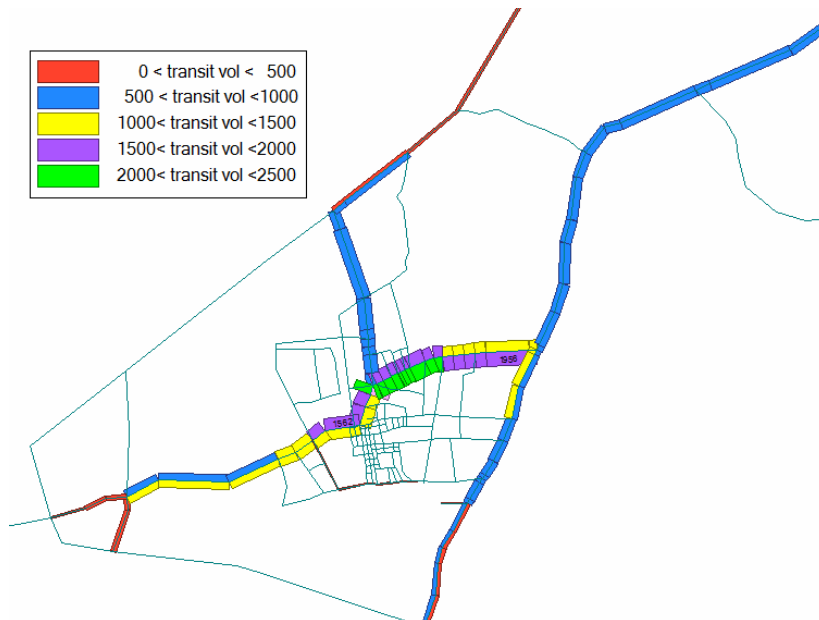 0 < transit vol < 500
500 < transit vol <1000
1000< transit vol <1500
1500< transit vol <2000
2000< transit vol <2500
1956
1562